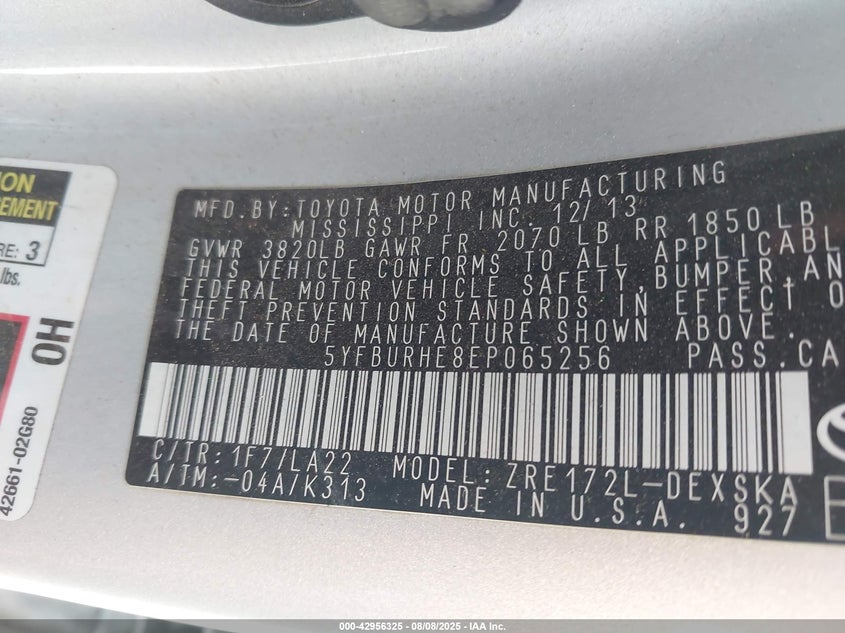 ION
GEMENT
RE: 3
lbs.
OH
42661-02G80
MFD.BY:TOYOTA MOTOR MANUFACTURING
MISSISSIPPI INC. 12/13
GVWR 3820LB GAWR FR 2070 LB RR 1850 LB
THIS VEHICLE CONFORMS TO ALL APPLICABL
FEDERAL MOTOR VEHICLE SAFETY,BUMPER,AN
THEFT PREVENTION STANDARDS IN EFFECT O
THE DATE OF MANUFACTURE SHOWN ABOVE.
5YFBURHE8EP065256 PASS.CA
C/TR: 1F7/LA22 MODEL: ZRE172L-DEXSKA
A/TM:-04A/K313 MADE IN U.S.A. 927
000-42956325 - 08/08/2025 - IAA Inc.